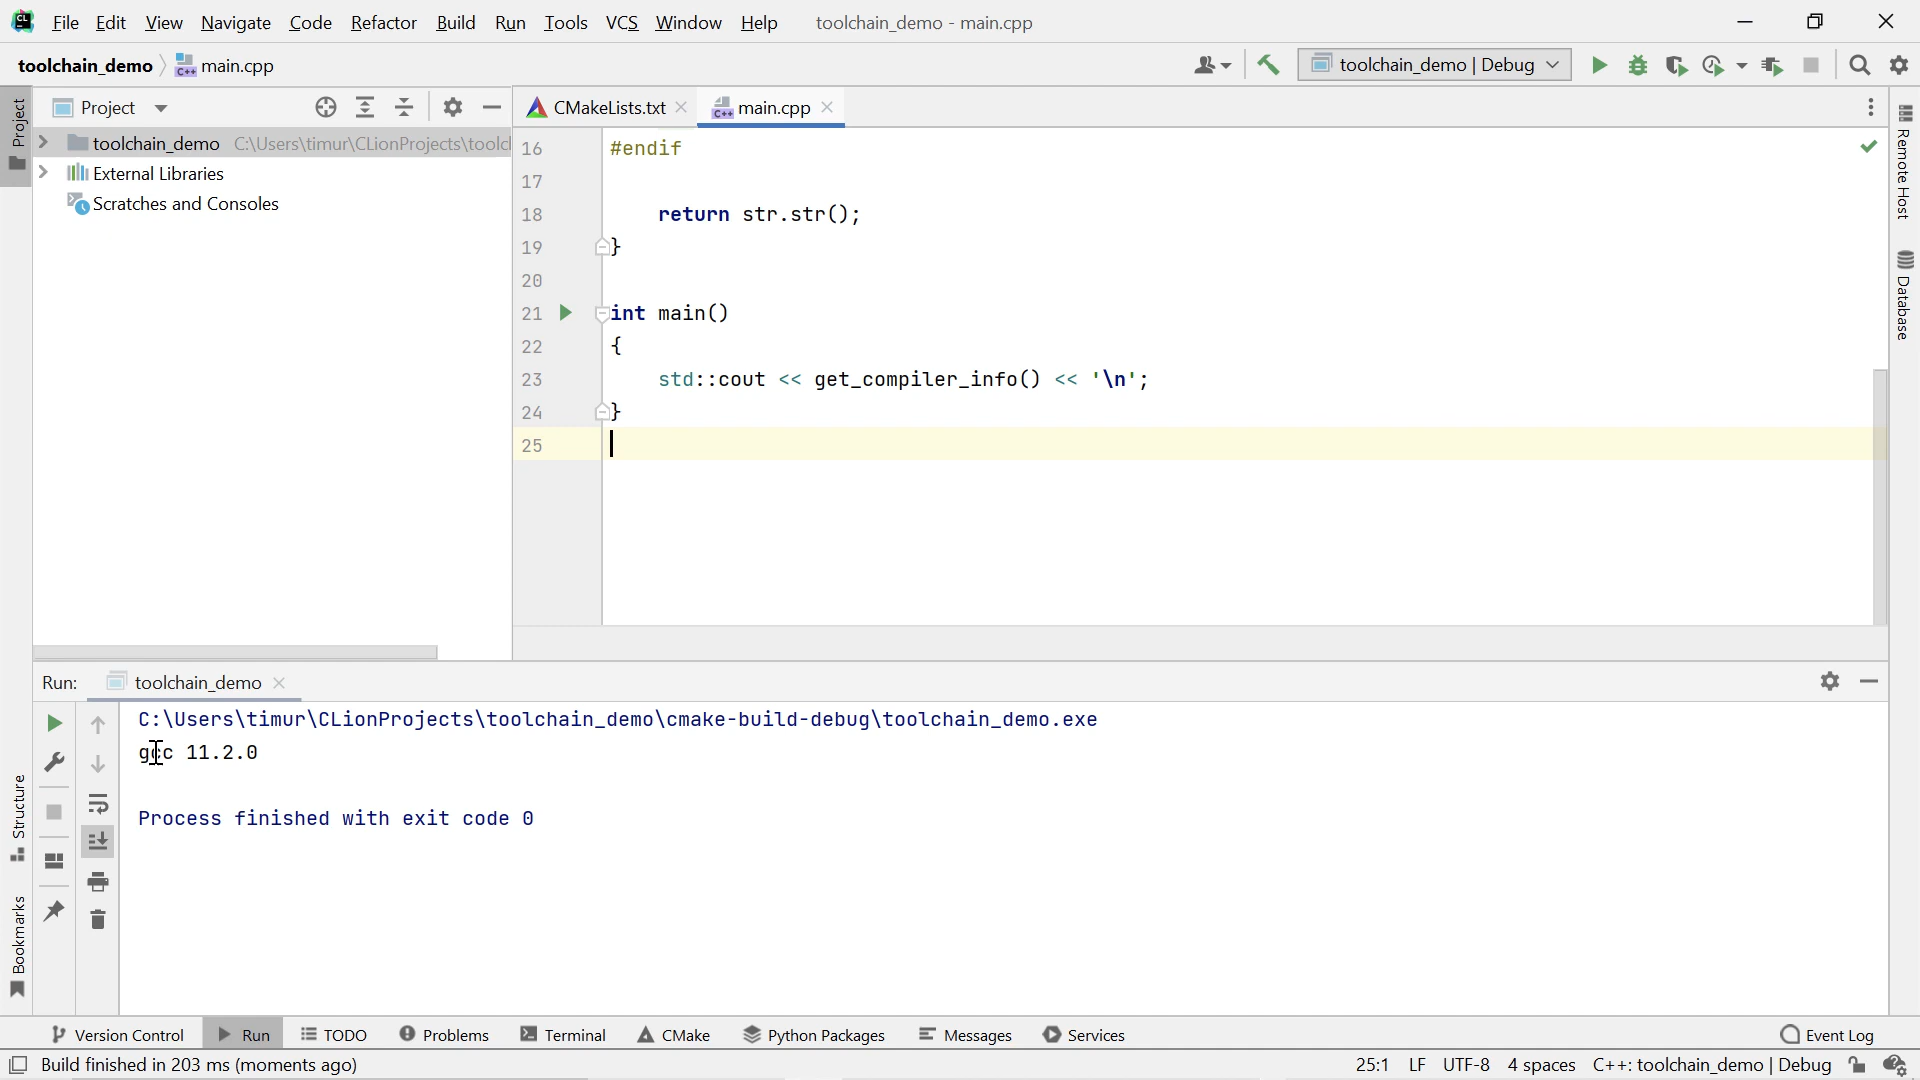 File Edit View Navigate Code Refactor Build Run Tools VCS Window Help toolchain_demo - main.cpp
toolchain_demo main.cpp toolchain_demo | Debug
Project
Project
CMakeLists.txt
main.cpp
toolchain_demo C:\Users\timur\CLionProjects\toolc
External Libraries
Scratches and Consoles
16 #endif
17
18 return str.str();
19 }
20
21 int main()
22 {
23 std::cout << get_compiler_info() << '\n';
24 }
25
Remote Host
Database
Run: toolchain_demo
C:\Users\timur\CLionProjects\toolchain_demo\cmake-build-debug\toolchain_demo.exe
gcc 11.2.0
Process finished with exit code 0
Structure
Bookmarks
Version Control Run TODO Problems Terminal CMake Python Packages Messages Services Event Log
Build finished in 203 ms (moments ago) 25:1 LF UTF-8 4 spaces C++: toolchain_demo | Debug